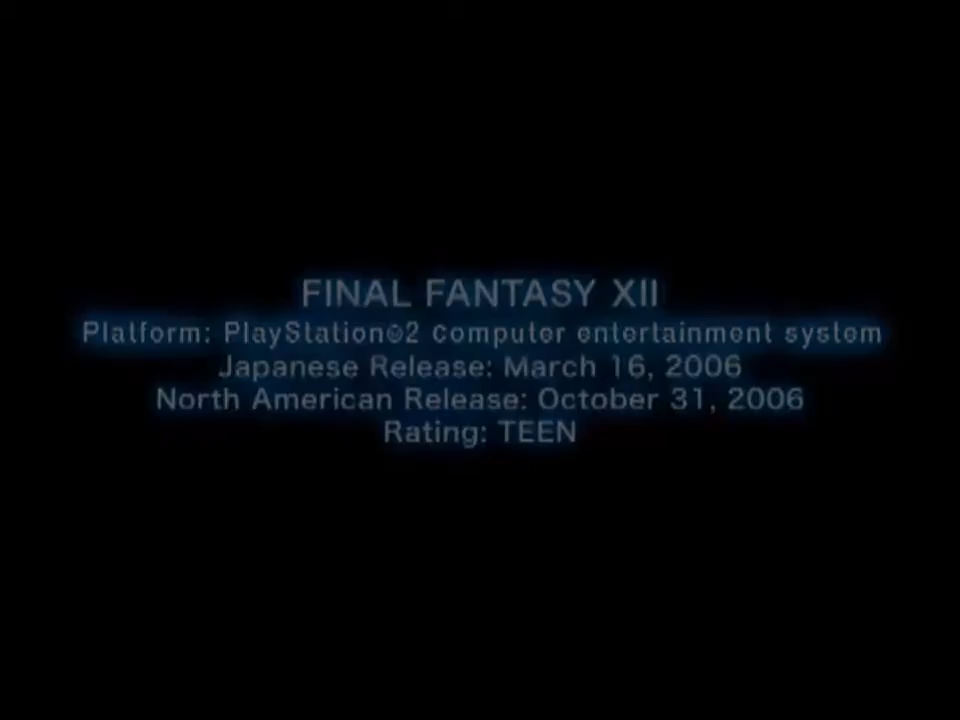 FINAL FANTASY XII
Platform: PlayStation®2 computer entertainment system
Japanese Release: March 16, 2006
North American Release: October 31, 2006
Rating: TEEN